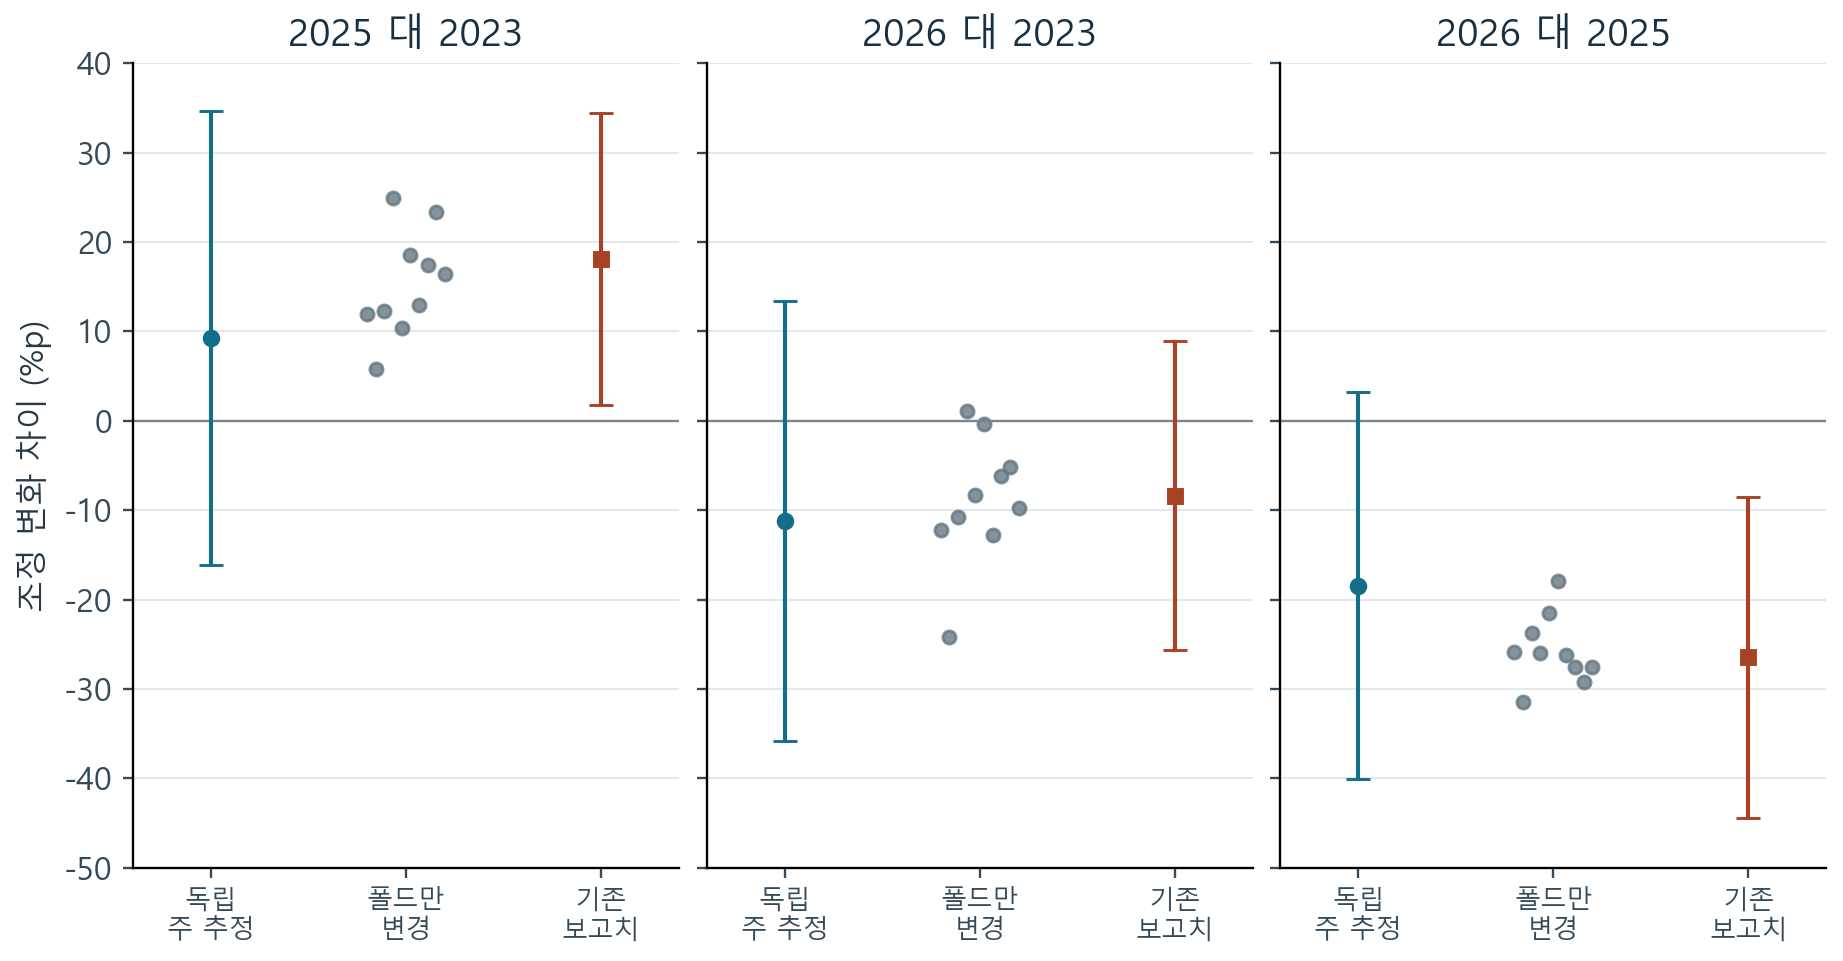 2025 대 2023
2026 대 2023
2026 대 2025
조정 변화 차이 (%p)
40
30
20
10
0
-10
-20
-30
-40
-50
독립
주 추정
폴드만
변경
기존
보고치
독립
주 추정
폴드만
변경
기존
보고치
독립
주 추정
폴드만
변경
기존
보고치